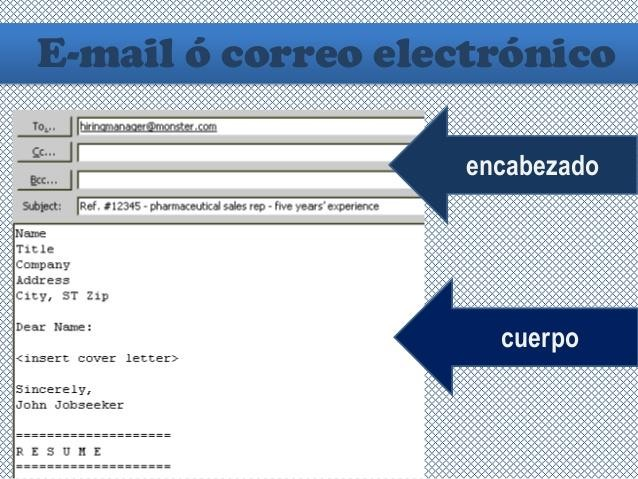 E-mail ó correo electrónico
To... hiringmanager@monster.com
Cc...
Bcc...
Subject: Ref. #12345 - pharmaceutical sales rep - five years' experience
encabezado
Name
Title
Company
Address
City, ST Zip
Dear Name:
<insert cover letter>
Sincerely,
John Jobseeker
====================
R E S U M E
====================
cuerpo